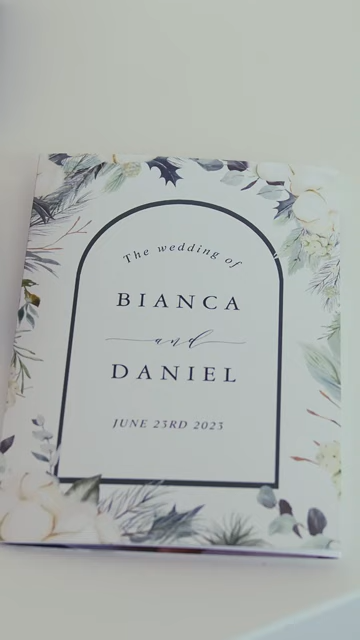 The wedding of
BIANCA
and
DANIEL
JUNE 23RD 2023